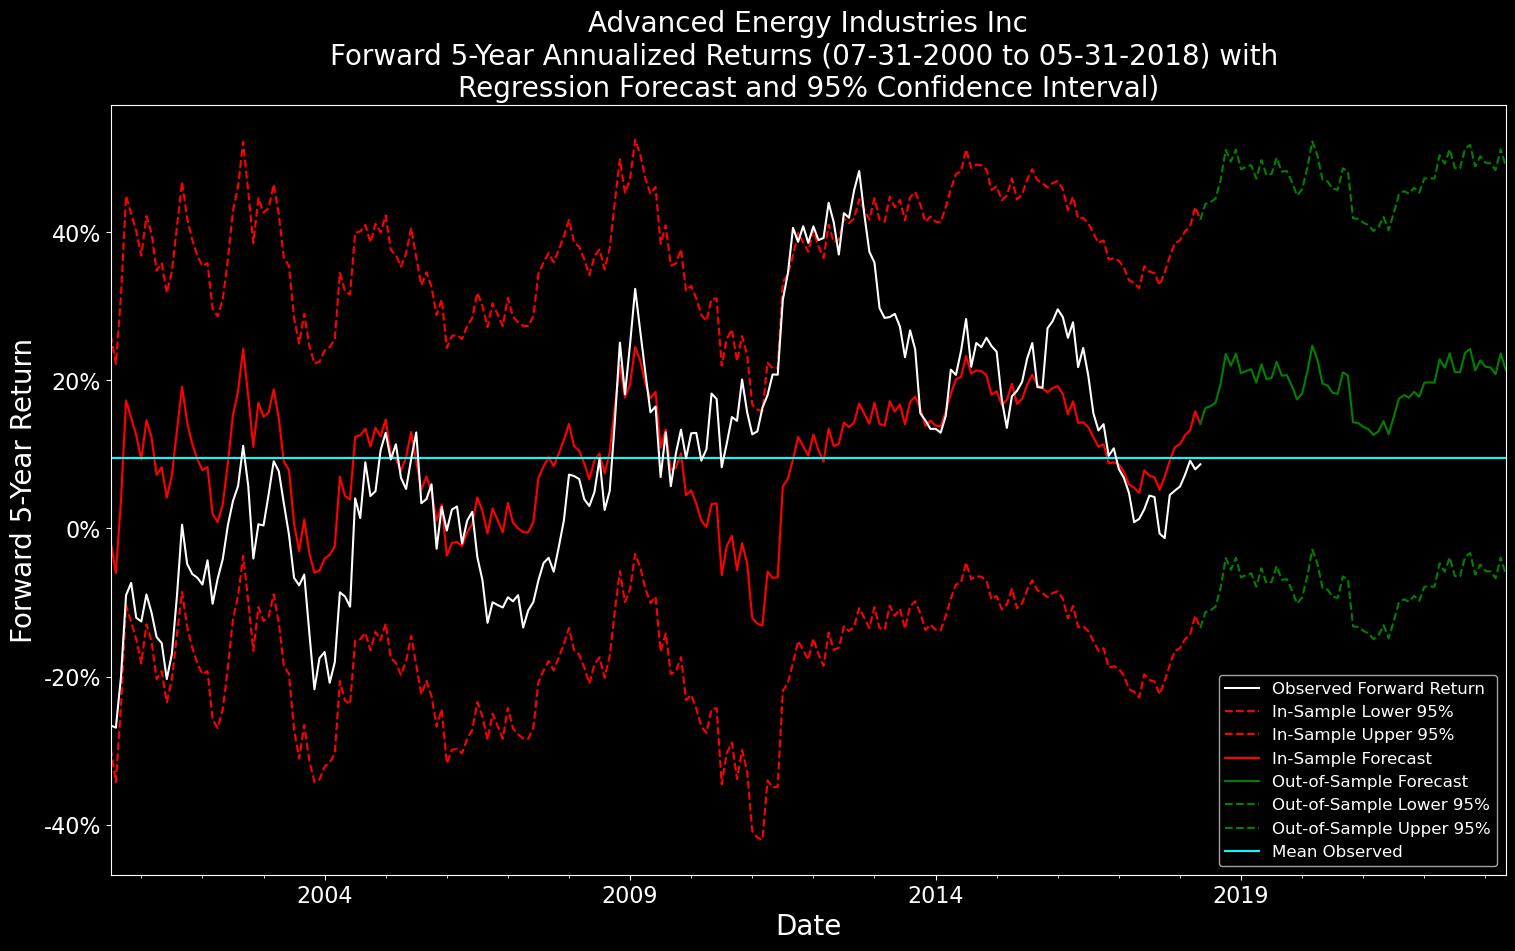 Advanced Energy Industries Inc
Forward 5-Year Annualized Returns (07-31-2000 to 05-31-2018) with
Regression Forecast and 95% Confidence Interval)
Forward 5-Year Return
40%
20%
0%
-20%
-40%
Observed Forward Return
In-Sample Lower 95%
In-Sample Upper 95%
In-Sample Forecast
Out-of-Sample Forecast
Out-of-Sample Lower 95%
Out-of-Sample Upper 95%
Mean Observed
2004 2009 2014 2019
Date